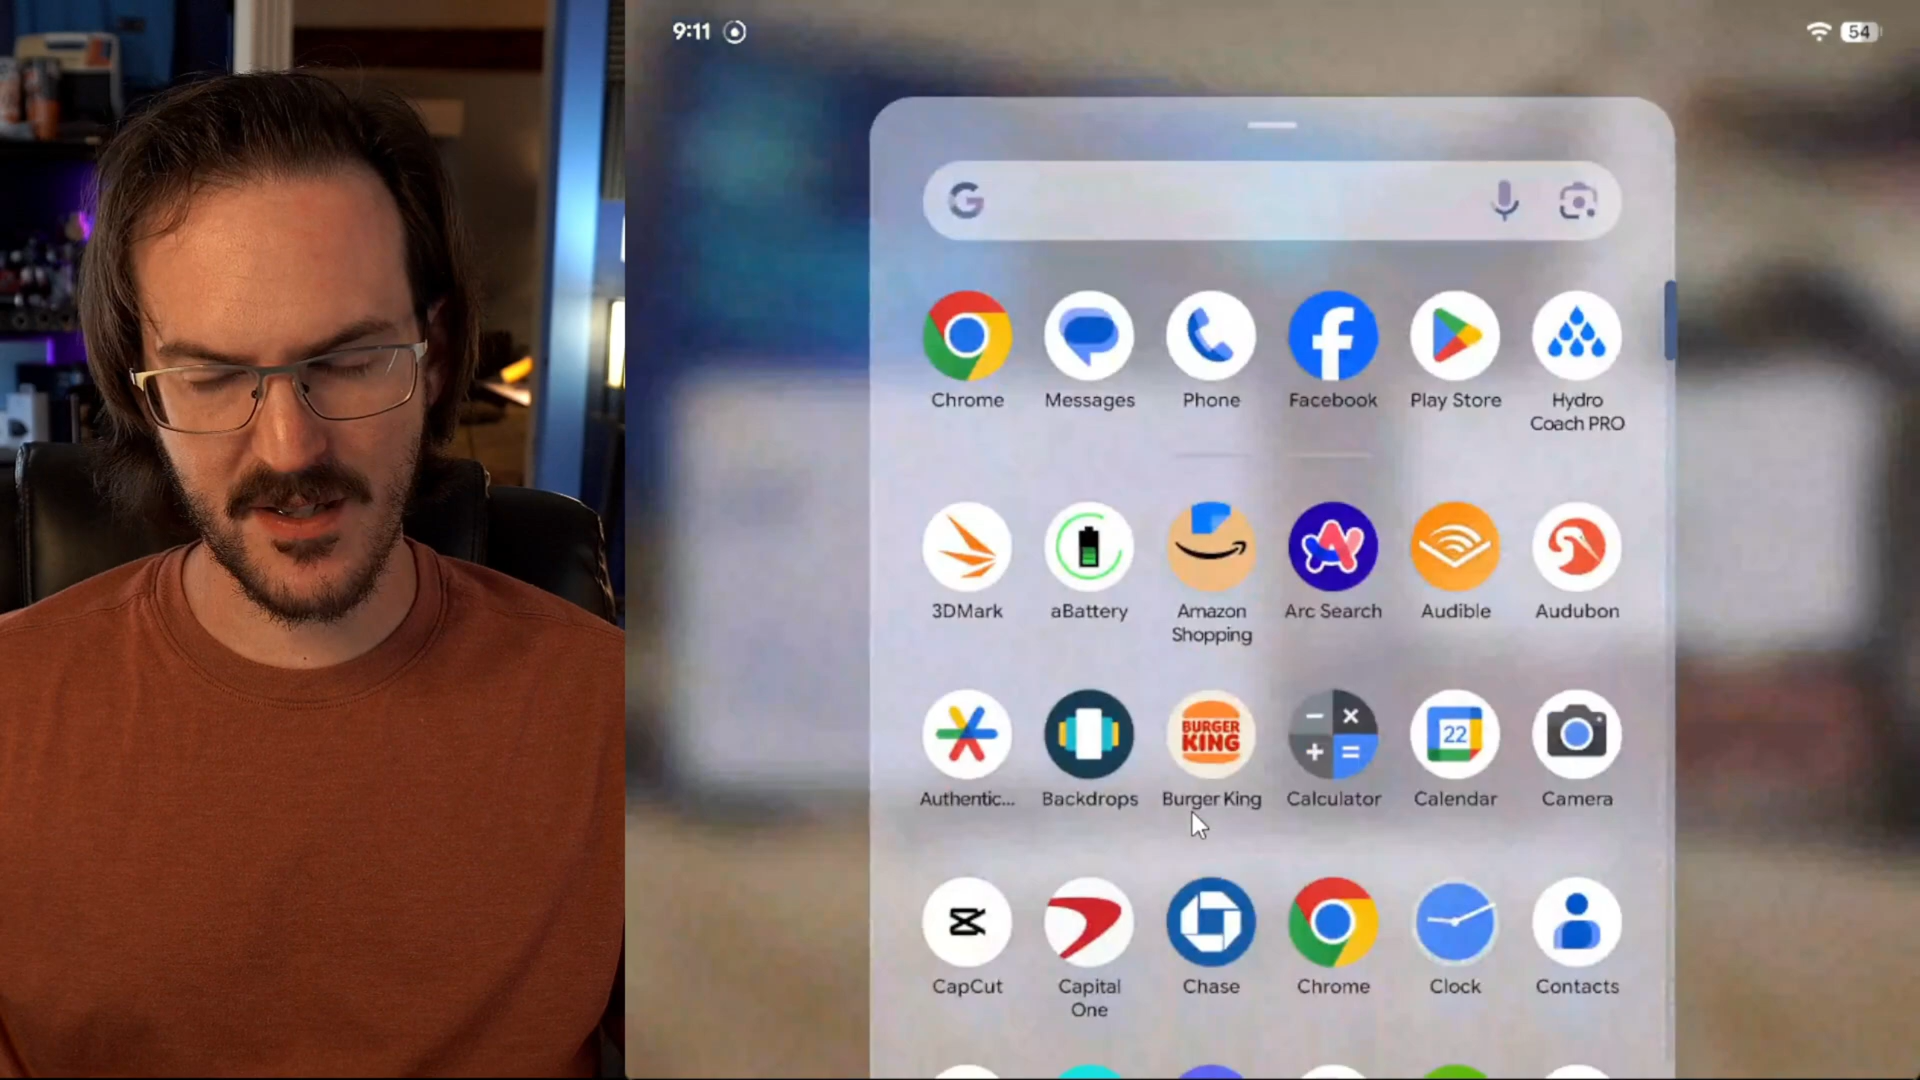 9:11
54
G
Chrome
Messages
Phone
Facebook
Play Store
Hydro
Coach PRO
3DMark
aBattery
Amazon
Shopping
Arc Search
Audible
Audubon
BURGER
KING
22
Authentic...
Backdrops
Burger King
Calculator
Calendar
Camera
CapCut
Capital
One
Chase
Chrome
Clock
Contacts